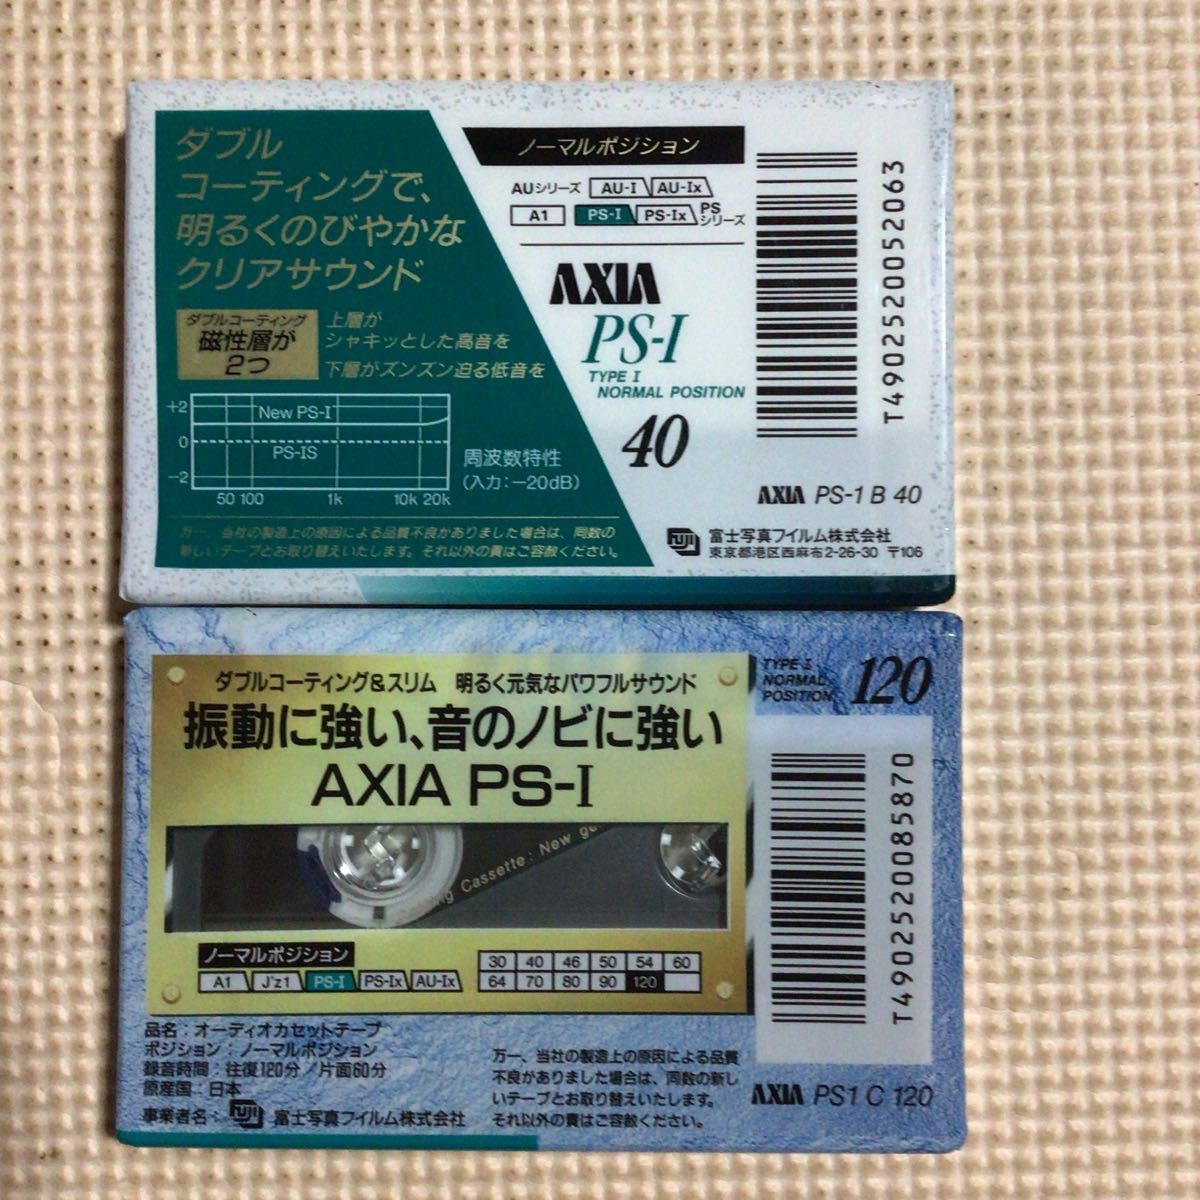 ダブル
コーティングで、
明るくのびやかな
クリアサウンド
ダブルコーティング
磁性層が
2つ
上層が
シャキッとした高音を
下層がズンズン迫る低音を
+2
0
-2
New PS-I
PS-IS
50 100 1k 10k 20k
周波数特性
(入力:-20dB)
万一、当社の製造上の原因による品質不良がありました場合は、同数の
新しいテープとお取り替えいたします。それ以外の責はご容赦ください。
ノーマルポジション
AUシリーズ AU-I AU-Ix
A1 PS-I PS-Ix PSシリーズ
AXIA
PS-I
TYPE I
NORMAL POSITION
40
T4902520052063
AXIA PS-1 B 40
FUJI 富士写真フイルム株式会社
東京都港区西麻布2-26-30 〒106
ダブルコーティング&スリム 明るく元気なパワフルサウンド
振動に強い、音のノビに強い
AXIA PS-I
ng Cassette: New ge
ノーマルポジション
A1 J'z1 PS-I PS-Ix AU-Ix
30 40 46 50 54 60
64 70 80 90 120
TYPE I
NORMAL
POSITION
120
T4902520085870
AXIA PS1 C 120
品名:オーディオカセットテープ
ポジション:ノーマルポジション
録音時間:往復120分/片面60分
原産国:日本
事業者名: FUJI 富士写真フイルム株式会社
万一、当社の製造上の原因による品質
不良がありました場合は、同数の新し
いテープとお取り替えいたします。
それ以外の責はご容赦ください。